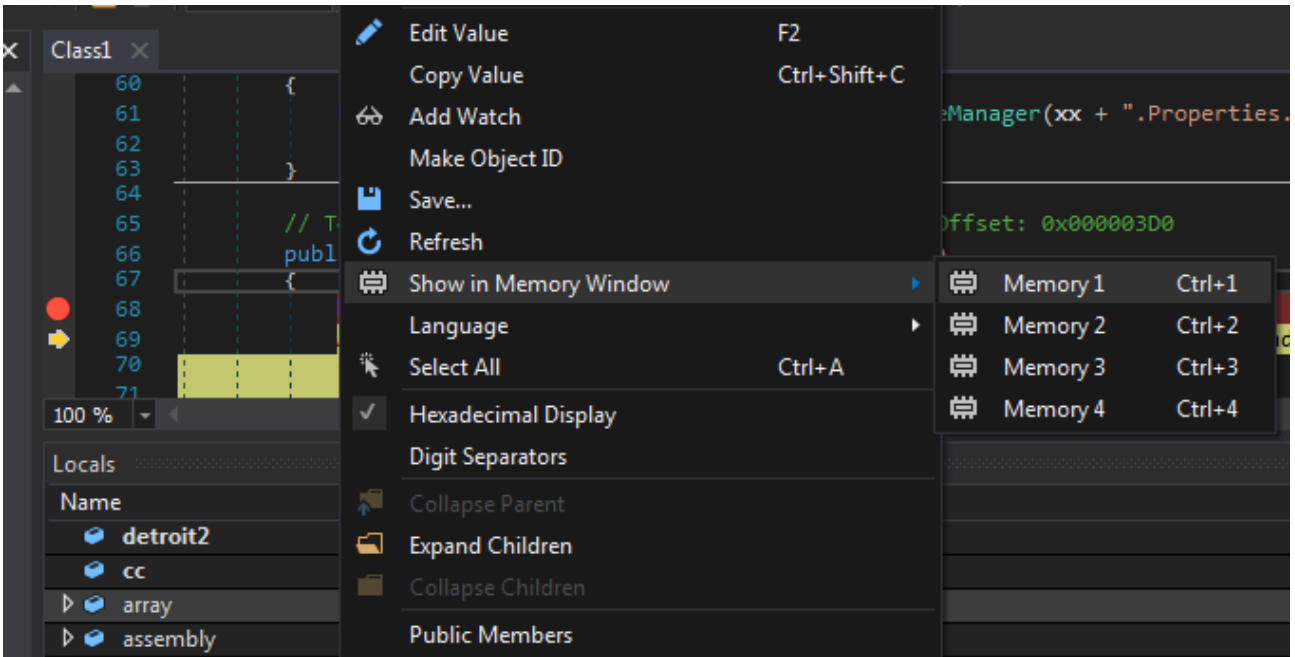 Class1
Edit Value F2
Copy Value Ctrl+Shift+C
Add Watch
Make Object ID
Save...
Refresh
Show in Memory Window
Language
Select All Ctrl+A
Hexadecimal Display
Digit Separators
Collapse Parent
Expand Children
Collapse Children
Public Members
Memory 1 Ctrl+1
Memory 2 Ctrl+2
Memory 3 Ctrl+3
Memory 4 Ctrl+4
60 {
61 eManager(xx + ".Properties.
62
63 }
64
65 // T Offset: 0x000003D0
66 publ
67 {
68
69
70
71
100 %
Locals
Name
detroit2
cc
array
assembly